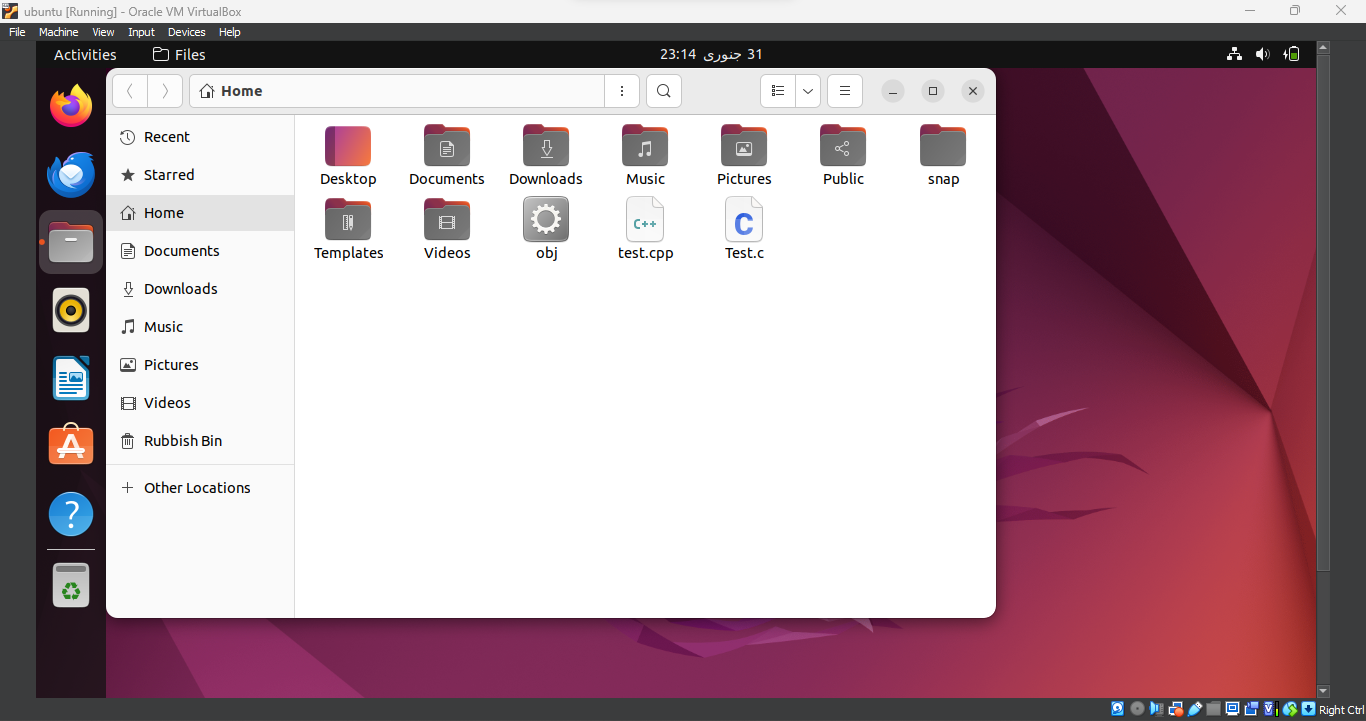 ubuntu [Running] - Oracle VM VirtualBox
File Machine View Input Devices Help
Activities Files 31 جنوری 23:14
Home
Recent
Starred
Home
Documents
Downloads
Music
Pictures
Videos
Rubbish Bin
Other Locations
Desktop Documents Downloads Music Pictures Public snap
Templates Videos obj test.cpp Test.c
C++
C
Right Ctrl